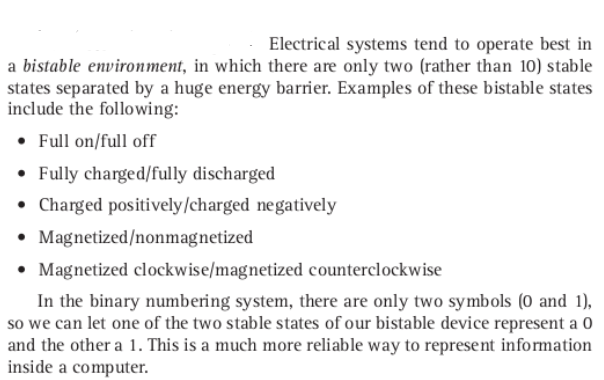 Electrical systems tend to operate best in
a bistable environment, in which there are only two (rather than 10) stable
states separated by a huge energy barrier. Examples of these bistable states
include the following:
• Full on/full off
• Fully charged/fully discharged
• Charged positively/charged negatively
• Magnetized/nonmagnetized
• Magnetized clockwise/magnetized counterclockwise
In the binary numbering system, there are only two symbols (0 and 1),
so we can let one of the two stable states of our bistable device represent a 0
and the other a 1. This is a much more reliable way to represent information
inside a computer.